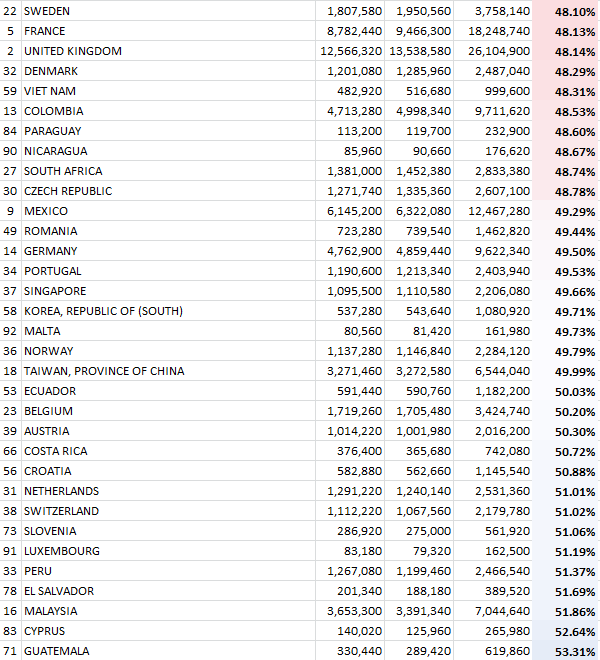 22 SWEDEN 1,807,580 1,950,560 3,758,140 48.10%
5 FRANCE 8,782,440 9,466,300 18,248,740 48.13%
2 UNITED KINGDOM 12,566,320 13,538,580 26,104,900 48.14%
32 DENMARK 1,201,080 1,285,960 2,487,040 48.29%
59 VIET NAM 482,920 516,680 999,600 48.31%
13 COLOMBIA 4,713,280 4,998,340 9,711,620 48.53%
84 PARAGUAY 113,200 119,700 232,900 48.60%
90 NICARAGUA 85,960 90,660 176,620 48.67%
27 SOUTH AFRICA 1,381,000 1,452,380 2,833,380 48.74%
30 CZECH REPUBLIC 1,271,740 1,335,360 2,607,100 48.78%
9 MEXICO 6,145,200 6,322,080 12,467,280 49.29%
49 ROMANIA 723,280 739,540 1,462,820 49.44%
14 GERMANY 4,762,900 4,859,440 9,622,340 49.50%
34 PORTUGAL 1,190,600 1,213,340 2,403,940 49.53%
37 SINGAPORE 1,095,500 1,110,580 2,206,080 49.66%
58 KOREA, REPUBLIC OF (SOUTH) 537,280 543,640 1,080,920 49.71%
92 MALTA 80,560 81,420 161,980 49.73%
36 NORWAY 1,137,280 1,146,840 2,284,120 49.79%
18 TAIWAN, PROVINCE OF CHINA 3,271,460 3,272,580 6,544,040 49.99%
53 ECUADOR 591,440 590,760 1,182,200 50.03%
23 BELGIUM 1,719,260 1,705,480 3,424,740 50.20%
39 AUSTRIA 1,014,220 1,001,980 2,016,200 50.30%
66 COSTA RICA 376,400 365,680 742,080 50.72%
56 CROATIA 582,880 562,660 1,145,540 50.88%
31 NETHERLANDS 1,291,220 1,240,140 2,531,360 51.01%
38 SWITZERLAND 1,112,220 1,067,560 2,179,780 51.02%
73 SLOVENIA 286,920 275,000 561,920 51.06%
91 LUXEMBOURG 83,180 79,320 162,500 51.19%
33 PERU 1,267,080 1,199,460 2,466,540 51.37%
78 EL SALVADOR 201,340 188,180 389,520 51.69%
16 MALAYSIA 3,653,300 3,391,340 7,044,640 51.86%
83 CYPRUS 140,020 125,960 265,980 52.64%
71 GUATEMALA 330,440 289,420 619,860 53.31%